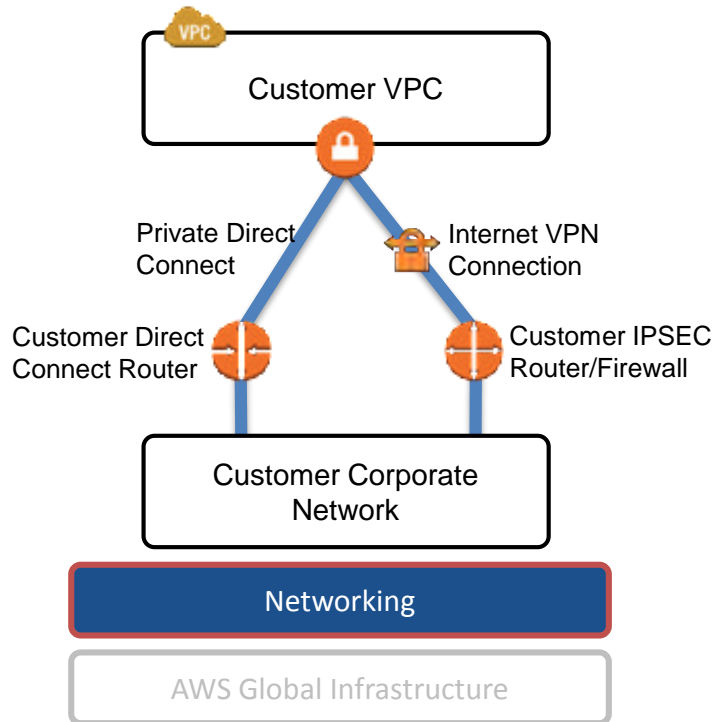 VPC
Customer VPC
Private Direct
Connect
Internet VPN
Connection
Customer Direct
Connect Router
Customer IPSEC
Router/Firewall
Customer Corporate
Network
Networking
AWS Global Infrastructure